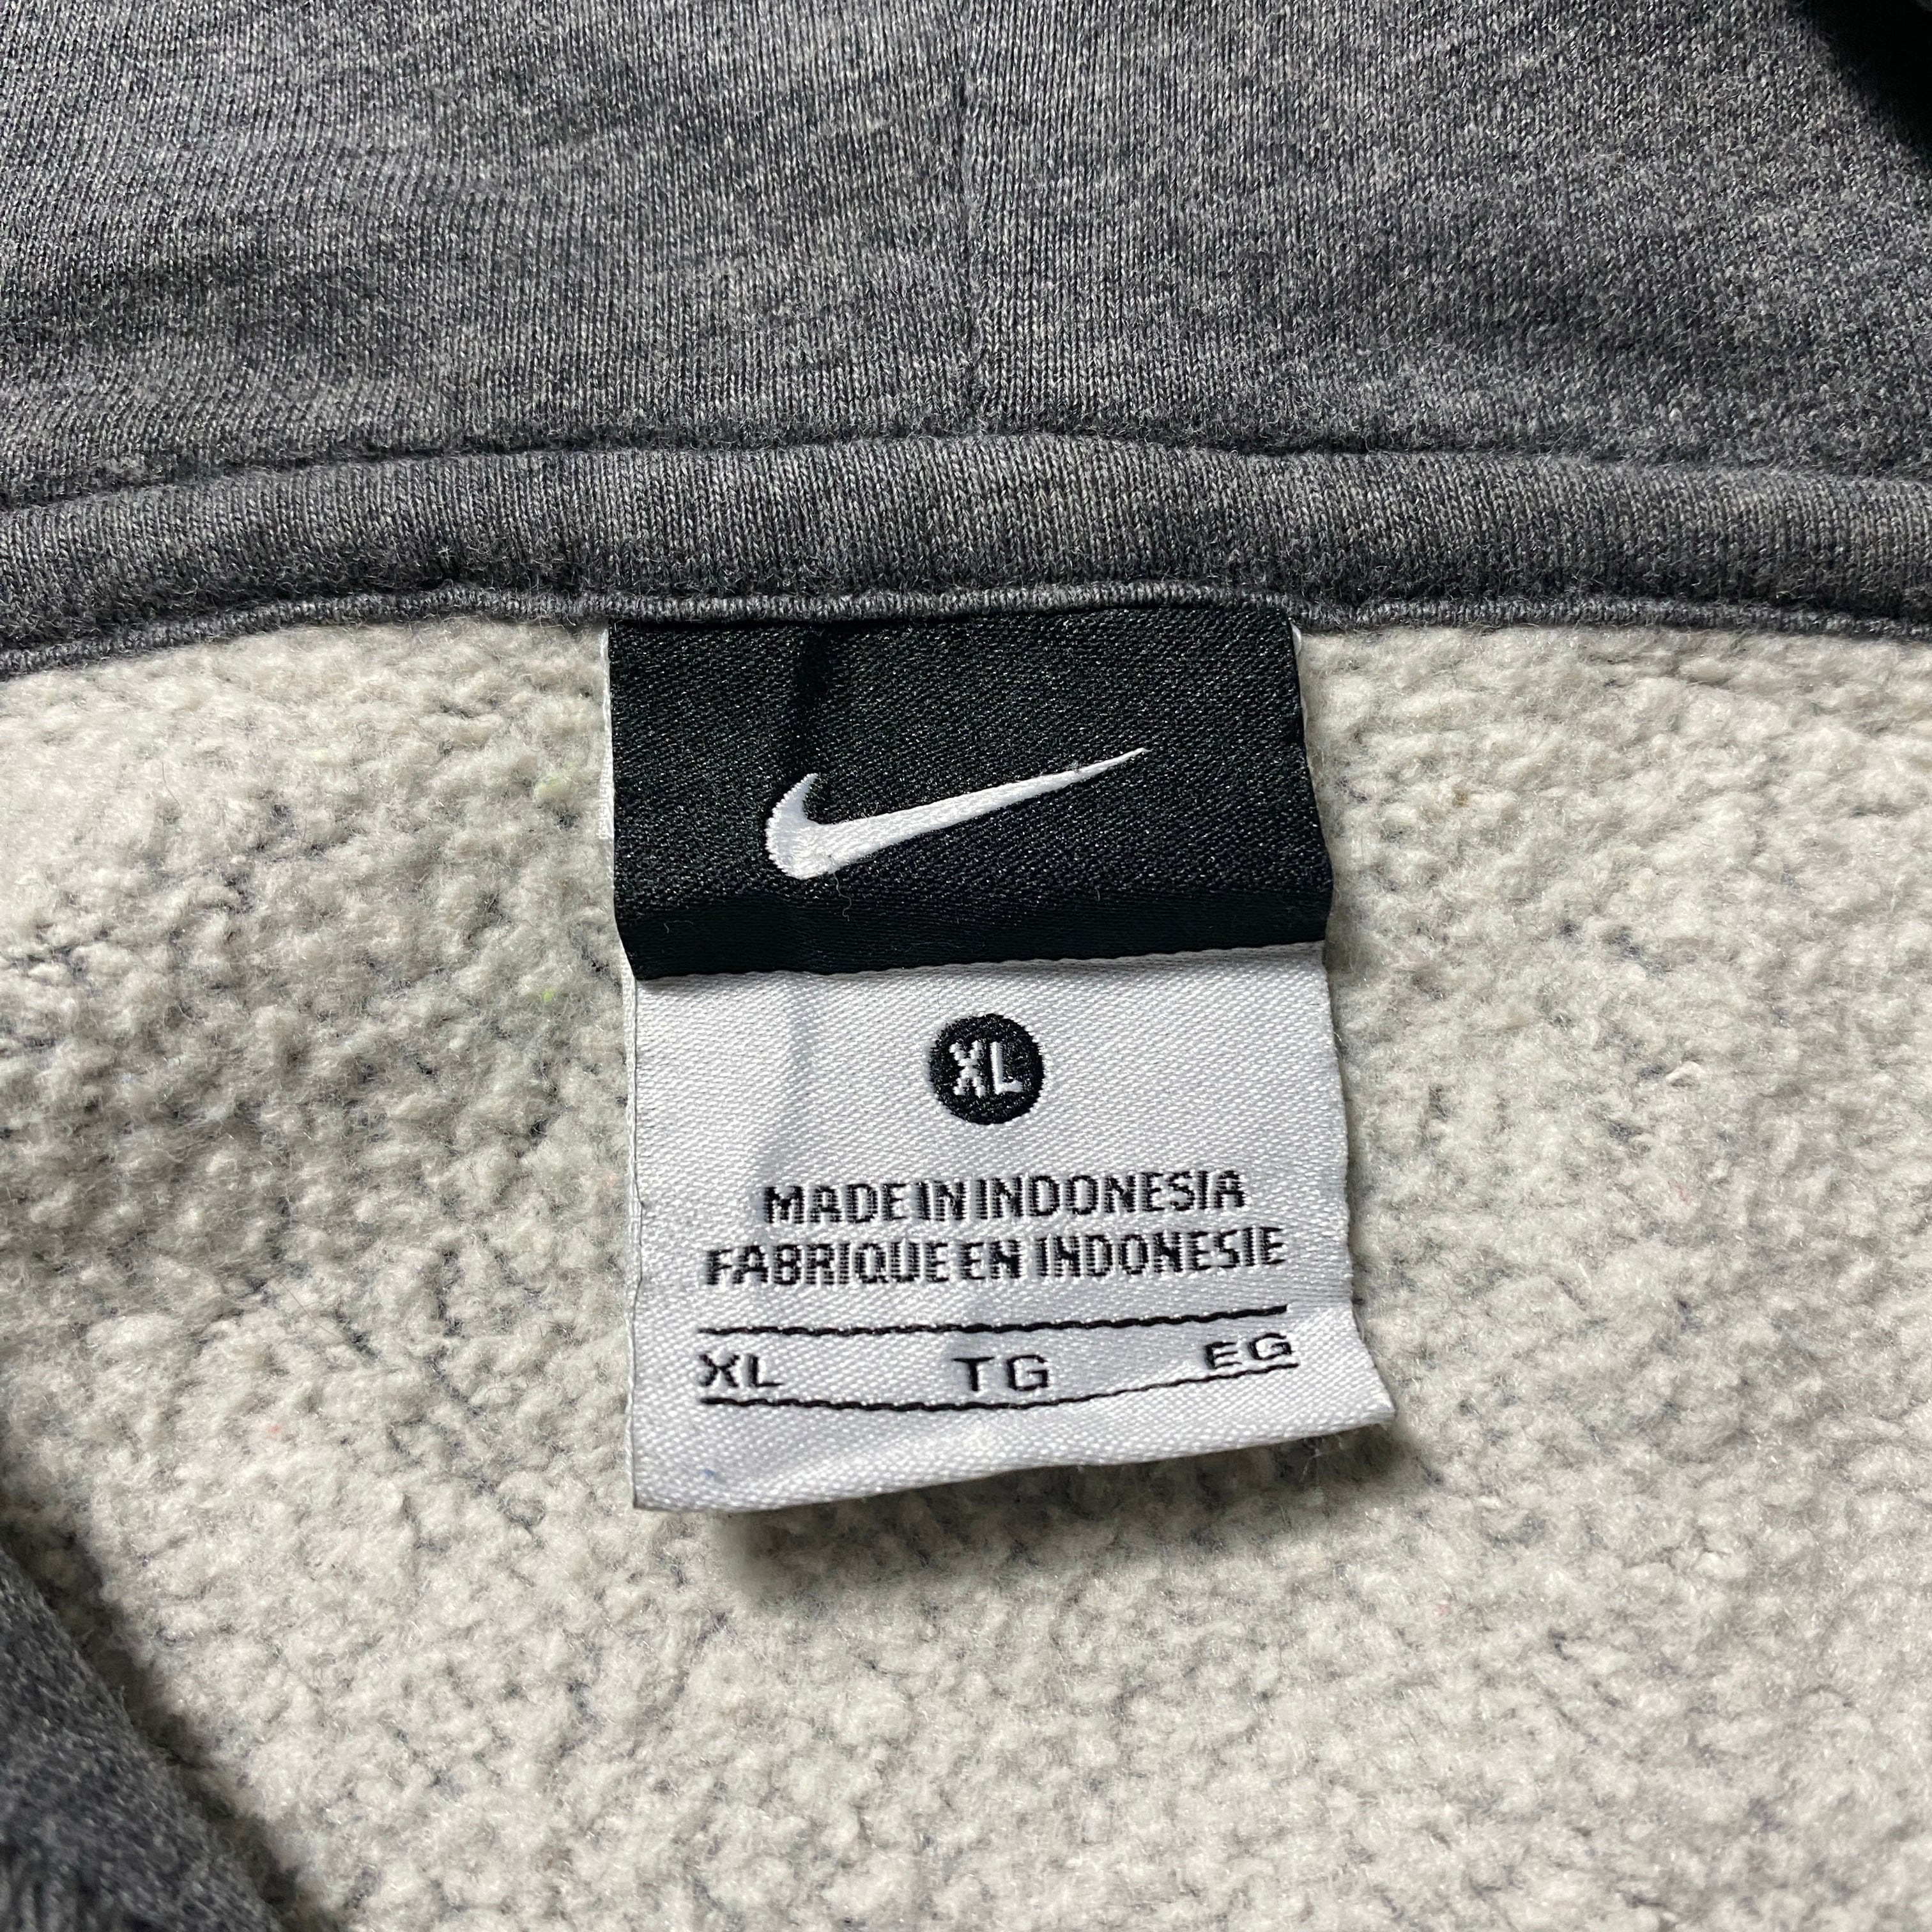 XL
MADE IN INDONESIA
FABRIQUE EN INDONESIE
XL TG EG